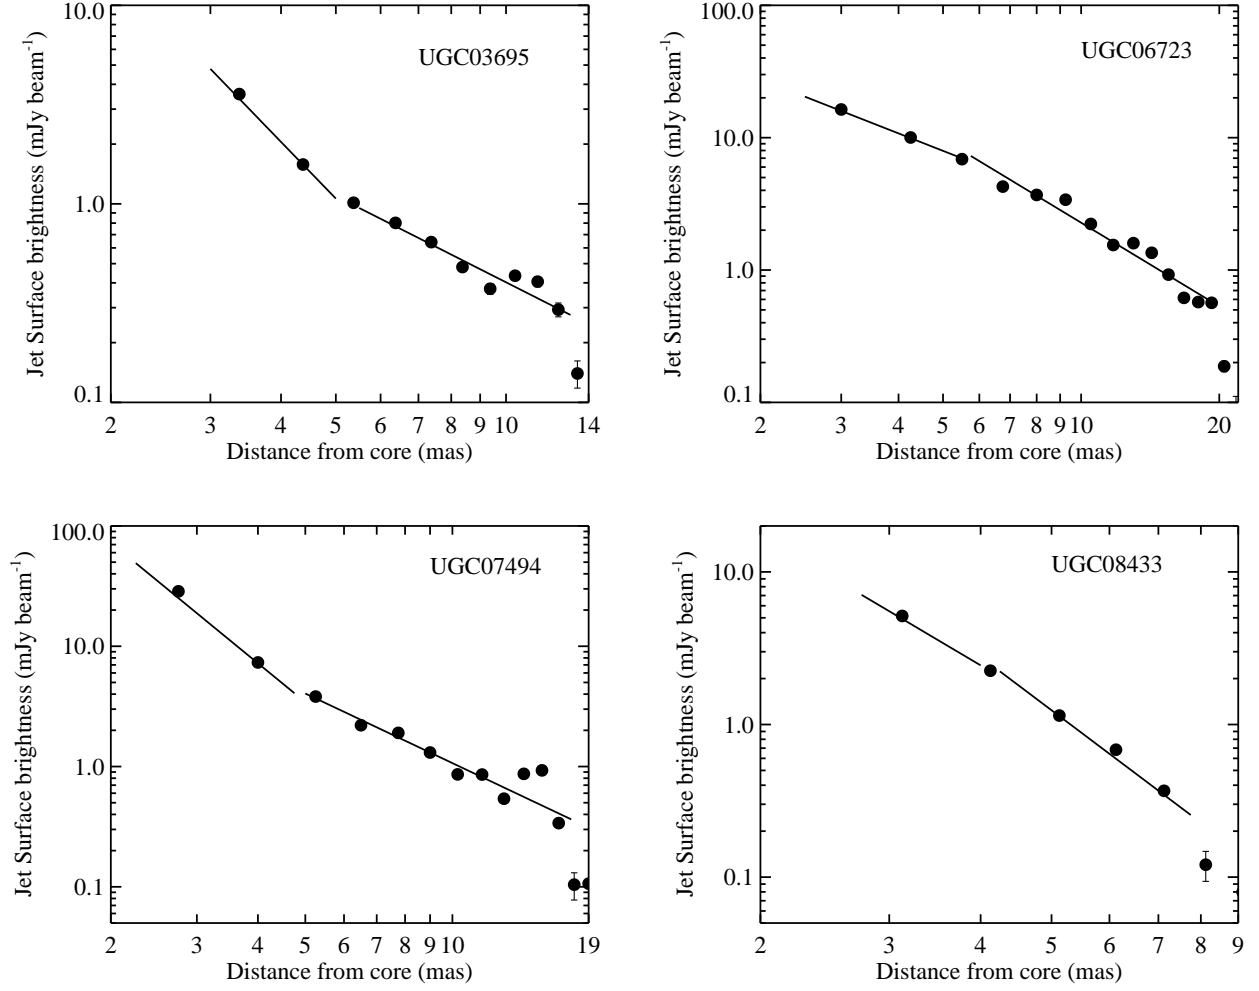 10.0
UGC03695
Jet Surface brightness (mJy beam-1)
1.0
0.1
2 3 4 5 6 7 8 9 10 14
Distance from core (mas)
100.0
UGC06723
Jet Surface brightness (mJy beam-1)
10.0
1.0
0.1
2 3 4 5 6 7 8 9 10 20
Distance from core (mas)
100.0
UGC07494
Jet Surface brightness (mJy beam-1)
10.0
1.0
0.1
2 3 4 5 6 7 8 9 10 19
Distance from core (mas)
UGC08433
10.0
Jet Surface brightness (mJy beam-1)
1.0
0.1
2 3 4 5 6 7 8 9
Distance from core (mas)